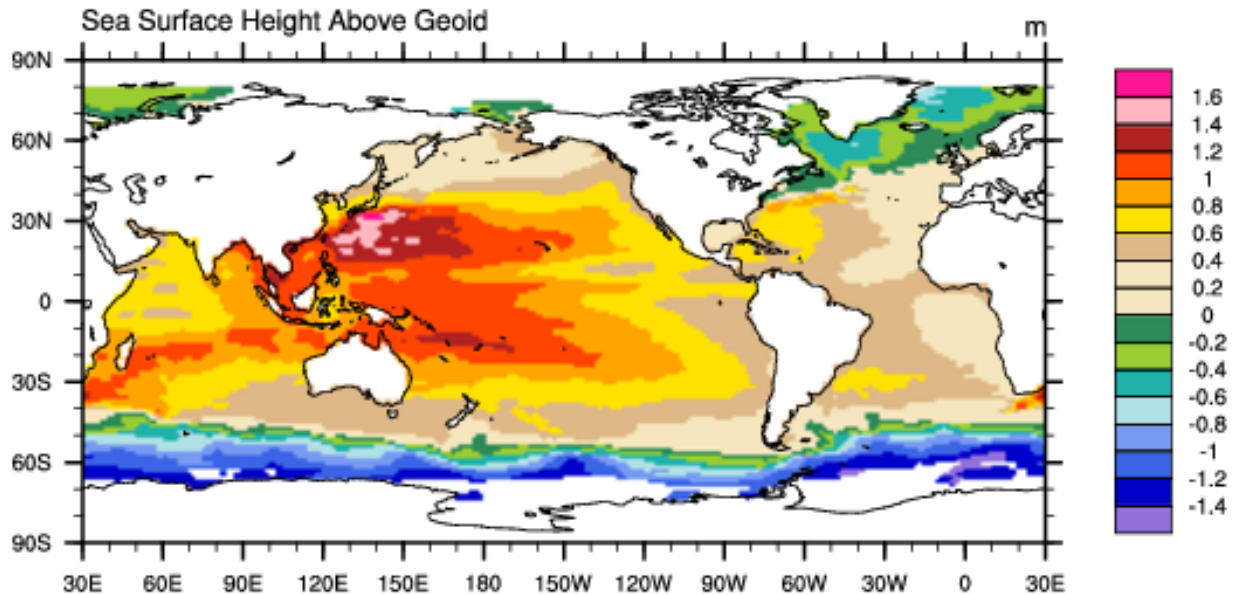 Sea Surface Height Above Geoid m
90N
60N
30N
0
30S
60S
90S
30E 60E 90E 120E 150E 180 150W 120W 90W 60W 30W 0 30E
1.6
1.4
1.2
1
0.8
0.6
0.4
0.2
0
-0.2
-0.4
-0.6
-0.8
-1
-1.2
-1.4